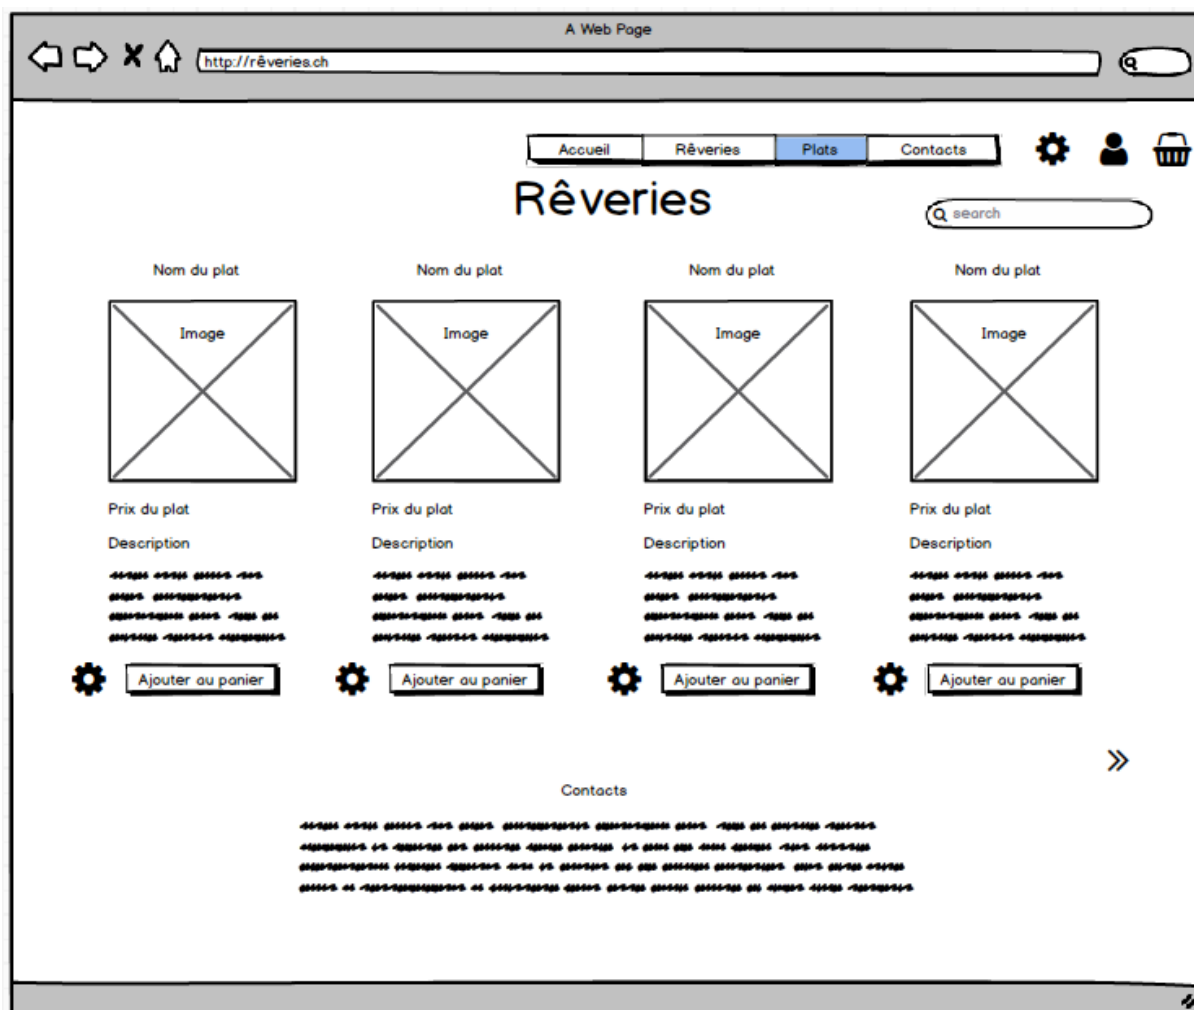 A Web Page
http://rêveries.ch
Accueil Rêveries Plats Contacts
Rêveries
search
Nom du plat Nom du plat Nom du plat Nom du plat
Image Image Image Image
Prix du plat Prix du plat Prix du plat Prix du plat
Description Description Description Description
Ajouter au panier Ajouter au panier Ajouter au panier Ajouter au panier
Contacts